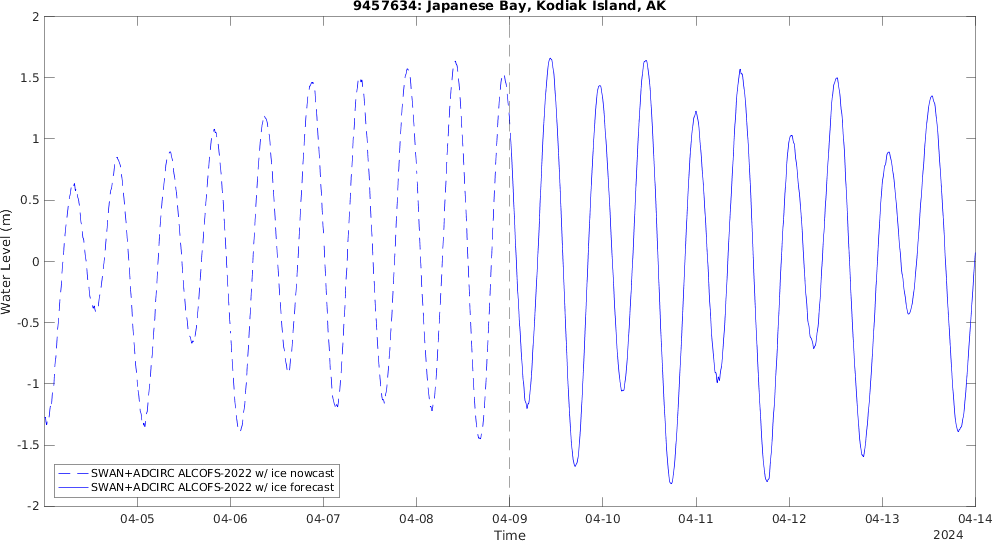 9457634: Japanese Bay, Kodiak Island, AK
2
1.5
1
0.5
0
-0.5
-1
-1.5
-2
Water Level (m)
SWAN+ADCIRC ALCOFS-2022 w/ ice nowcast
SWAN+ADCIRC ALCOFS-2022 w/ ice forecast
04-05 04-06 04-07 04-08 04-09 04-10 04-11 04-12 04-13 04-14
Time
2024